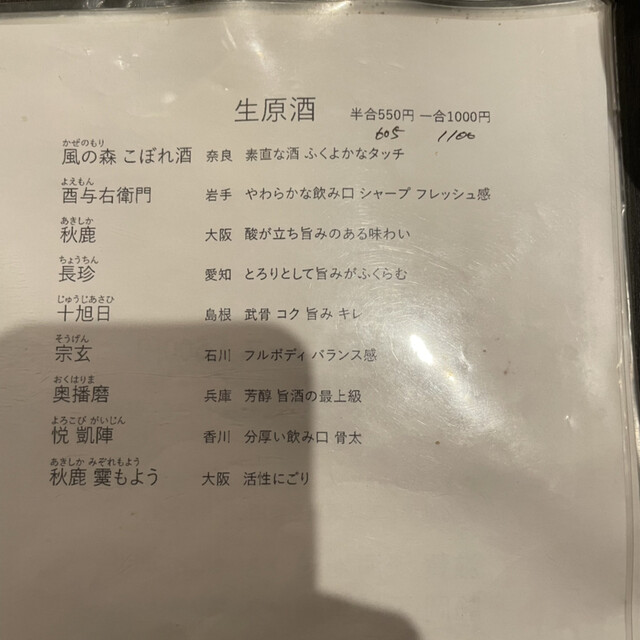 生原酒 半合550円 一合1000円
605 1100
かぜのもり
風の森 こぼれ酒 奈良 素直な酒 ふくよかなタッチ
よえもん
酉与右衛門 岩手 やわらかな飲み口 シャープ フレッシュ感
あきしか
秋鹿 大阪 酸が立ち旨みのある味わい
ちょうちん
長珍 愛知 とろりとして旨みがふくらむ
じゅうじあさひ
十旭日 島根 武骨 コク 旨み キレ
そうげん
宗玄 石川 フルボディ バランス感
おくはりま
奥播磨 兵庫 芳醇 旨酒の最上級
よろこび がいじん
悦 凱陣 香川 分厚い飲み口 骨太
あきしか みぞれもよう
秋鹿 霙もよう 大阪 活性にごり